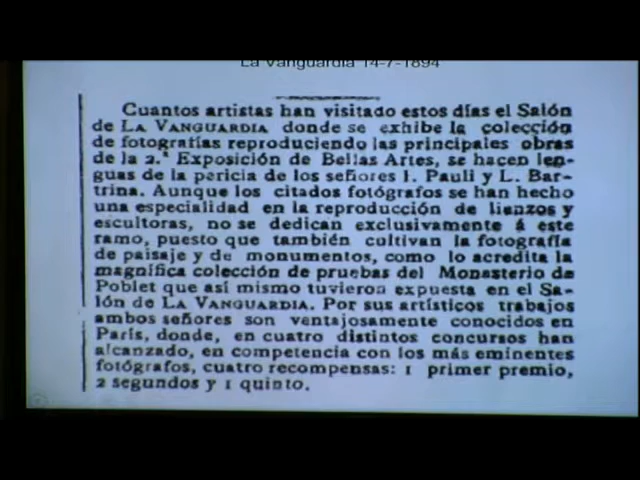 La Vanguardia 14-7-1894
Cuantos artistas han visitado estos días el Salón
de LA VANGUARDIA donde se exhibe la colección
de fotografías reproduciendo las principales obras
de la 2.ª Exposición de Bellas Artes, se hacen len-
guas de la pericia de los señores I. Pauli y L. Bar-
trina. Aunque los citados fotógrafos se han hecho
una especialidad en la reproducción de lienzos y
escultoras, no se dedican exclusivamente á este
ramo, puesto que también cultivan la fotografía
de paisaje y de monumentos, como lo acredita la
magnífica colección de pruebas del Monasterio de
Poblet que así mismo tuvieron expuesta en el Sa-
lón de LA VANGUARDIA. Por sus artísticos trabajos
ambos señores son ventajosamente conocidos en
París, donde, en cuatro distintos concursos han
alcanzado, en competencia con los más eminentes
fotógrafos, cuatro recompensas: 1 primer premio,
2 segundos y 1 quinto.